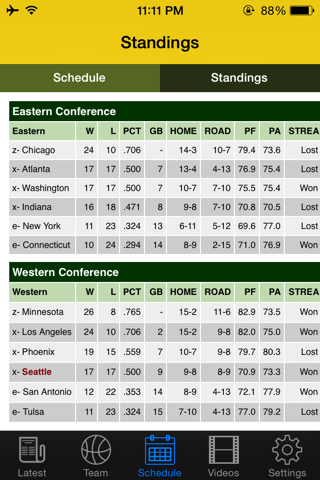 11:11 PM 88%
Standings
Schedule Standings
Eastern Conference
Eastern W L PCT GB HOME ROAD PF PA STREA
z- Chicago 24 10 .706 - 14-3 10-7 79.4 73.6 Lost
x- Atlanta 17 17 .500 7 13-4 4-13 76.9 75.4 Lost
x- Washington 17 17 .500 7 10-7 7-10 75.5 75.4 Won
x- Indiana 16 18 .471 8 9-8 7-10 70.8 70.5 Lost
e- New York 11 23 .324 13 6-11 5-12 69.6 77.0 Lost
e- Connecticut 10 24 .294 14 8-9 2-15 71.0 76.9 Won
Western Conference
Western W L PCT GB HOME ROAD PF PA STREA
z- Minnesota 26 8 .765 - 15-2 11-6 82.9 73.5 Won
x- Los Angeles 24 10 .706 2 15-2 9-8 82.0 75.0 Won
x- Phoenix 19 15 .559 7 10-7 9-8 79.7 80.3 Lost
x- Seattle 17 17 .500 9 9-8 8-9 70.9 73.3 Won
e- San Antonio 12 22 .353 14 8-9 4-13 72.1 77.9 Won
e- Tulsa 11 23 .324 15 7-10 4-13 77.0 79.2 Lost
Latest Team Schedule Videos Settings